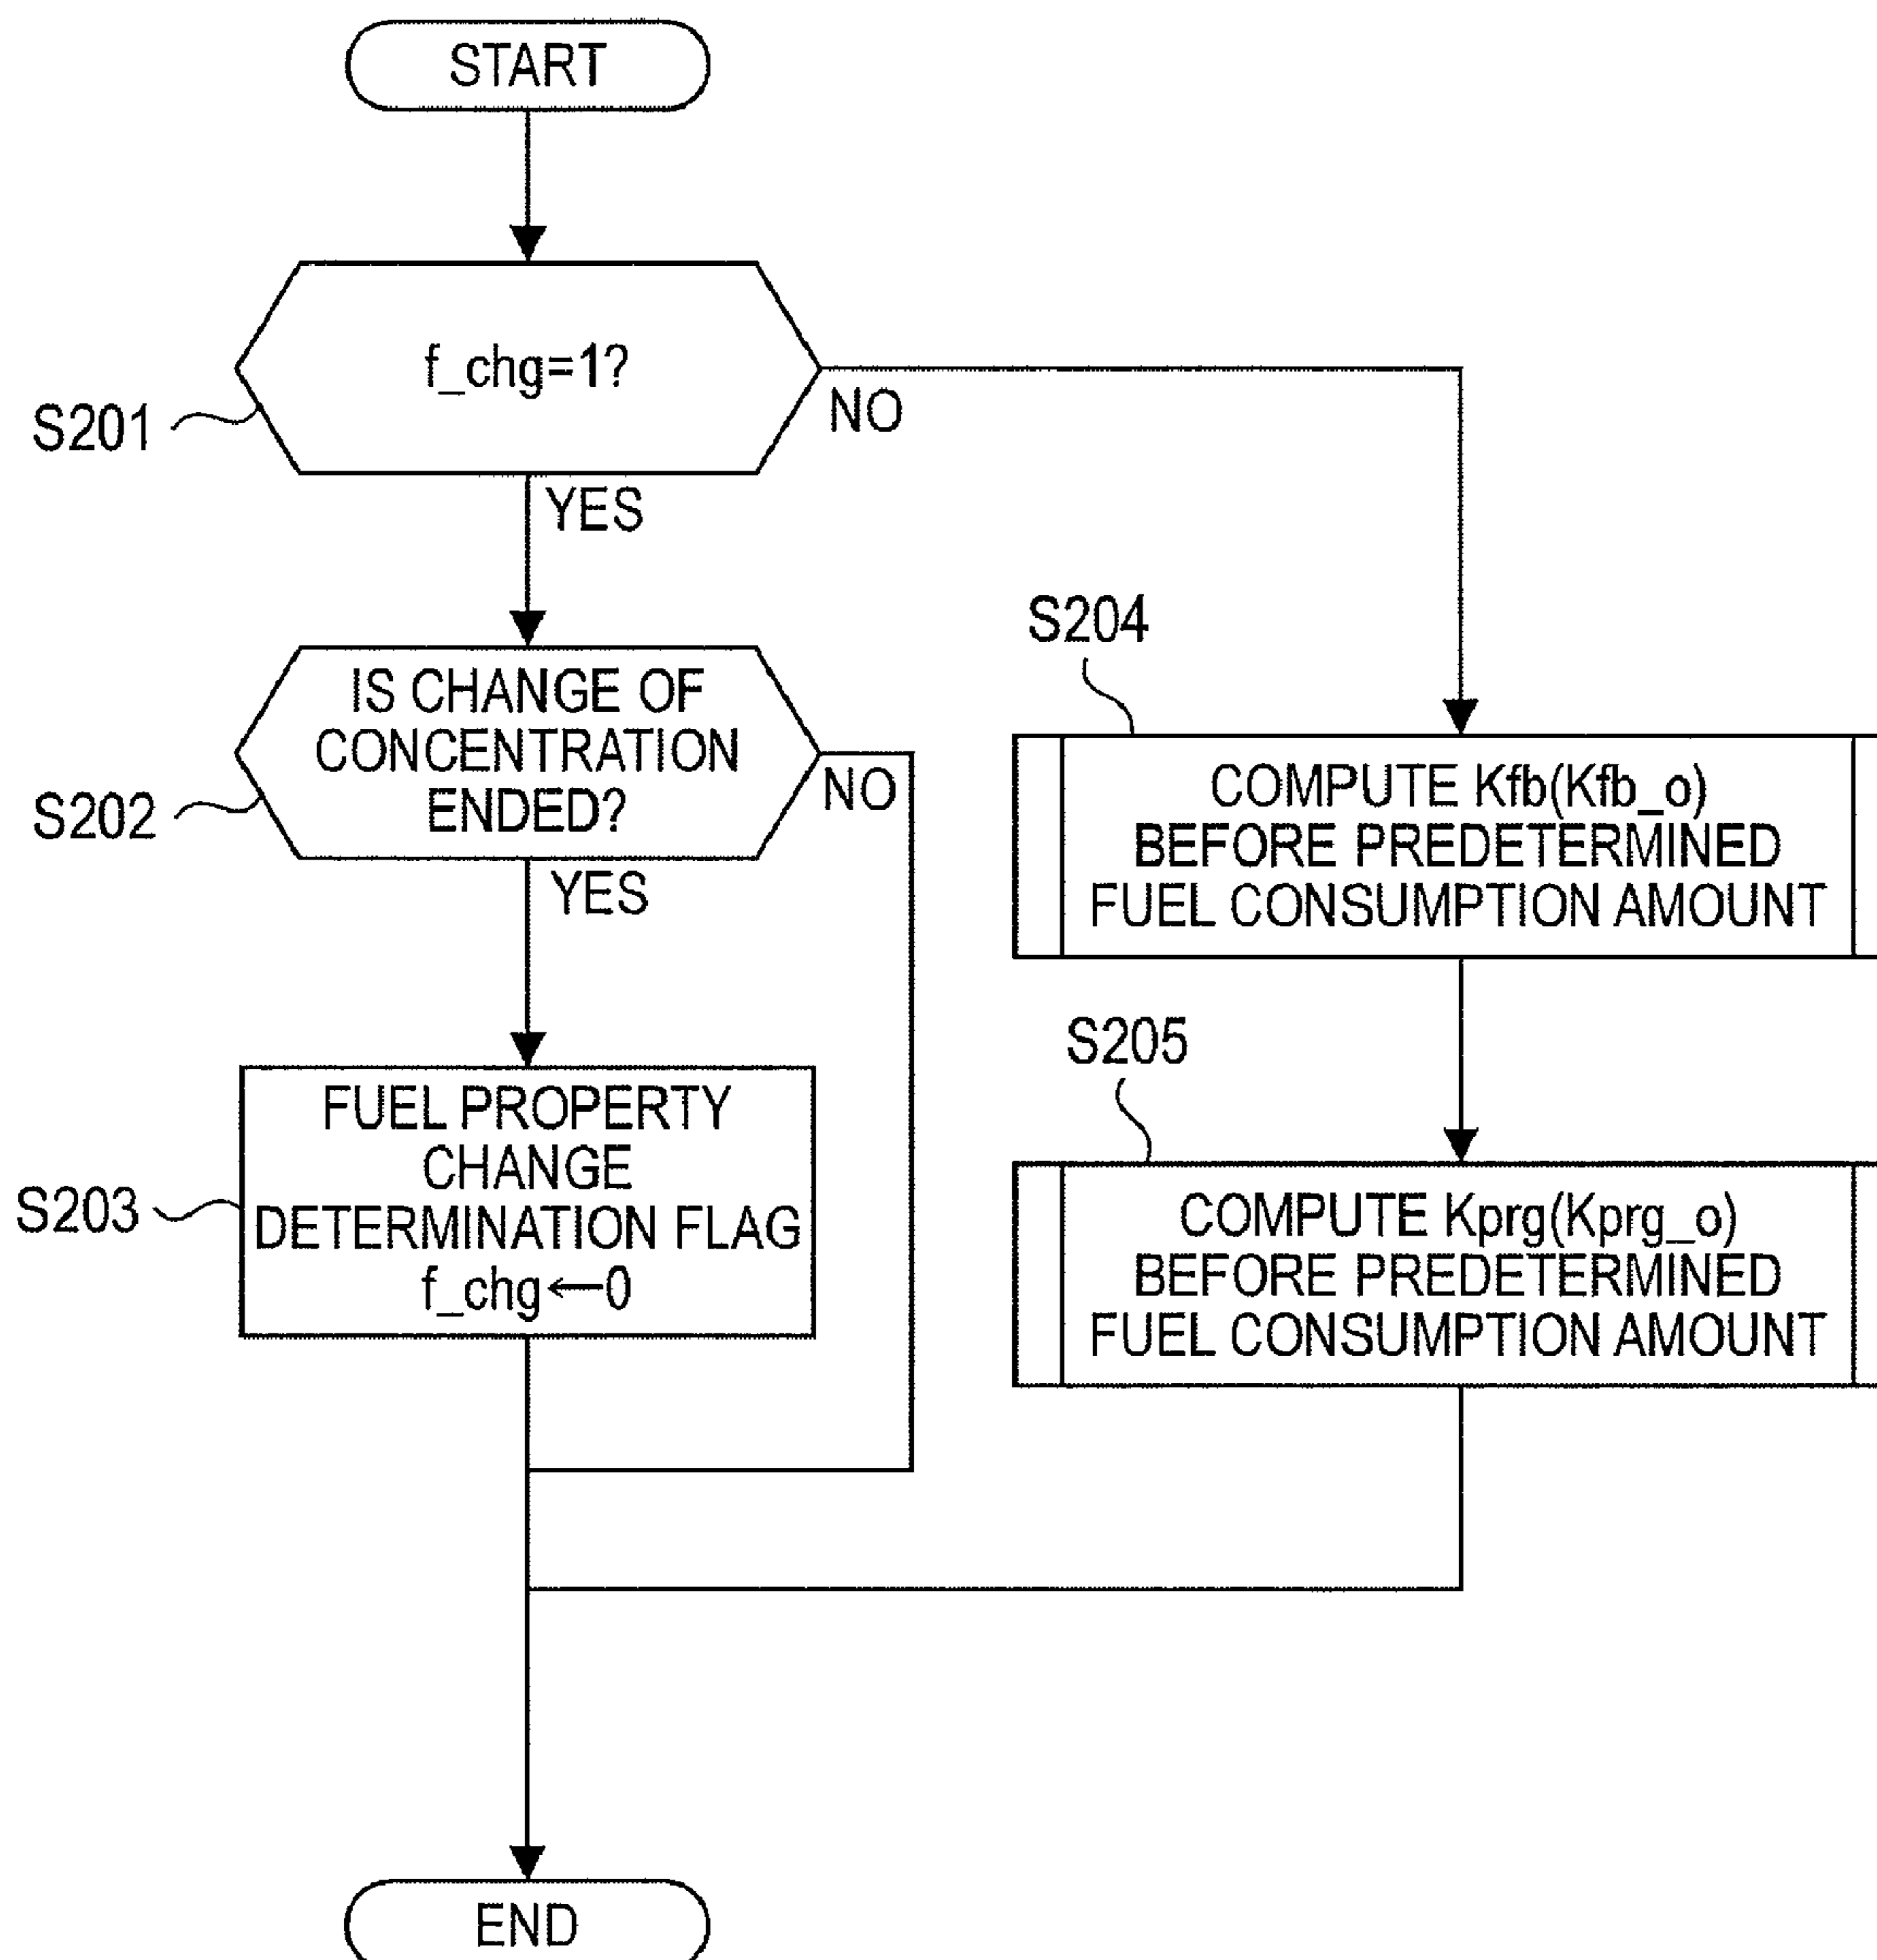 START
f_chg=1?
S201
NO
YES
IS CHANGE OF
CONCENTRATION
ENDED?
S202
NO
YES
FUEL PROPERTY
CHANGE
DETERMINATION FLAG
f_chg←0
S203
S204
COMPUTE Kfb(Kfb_o)
BEFORE PREDETERMINED
FUEL CONSUMPTION AMOUNT
S205
COMPUTE Kprg(Kprg_o)
BEFORE PREDETERMINED
FUEL CONSUMPTION AMOUNT
END